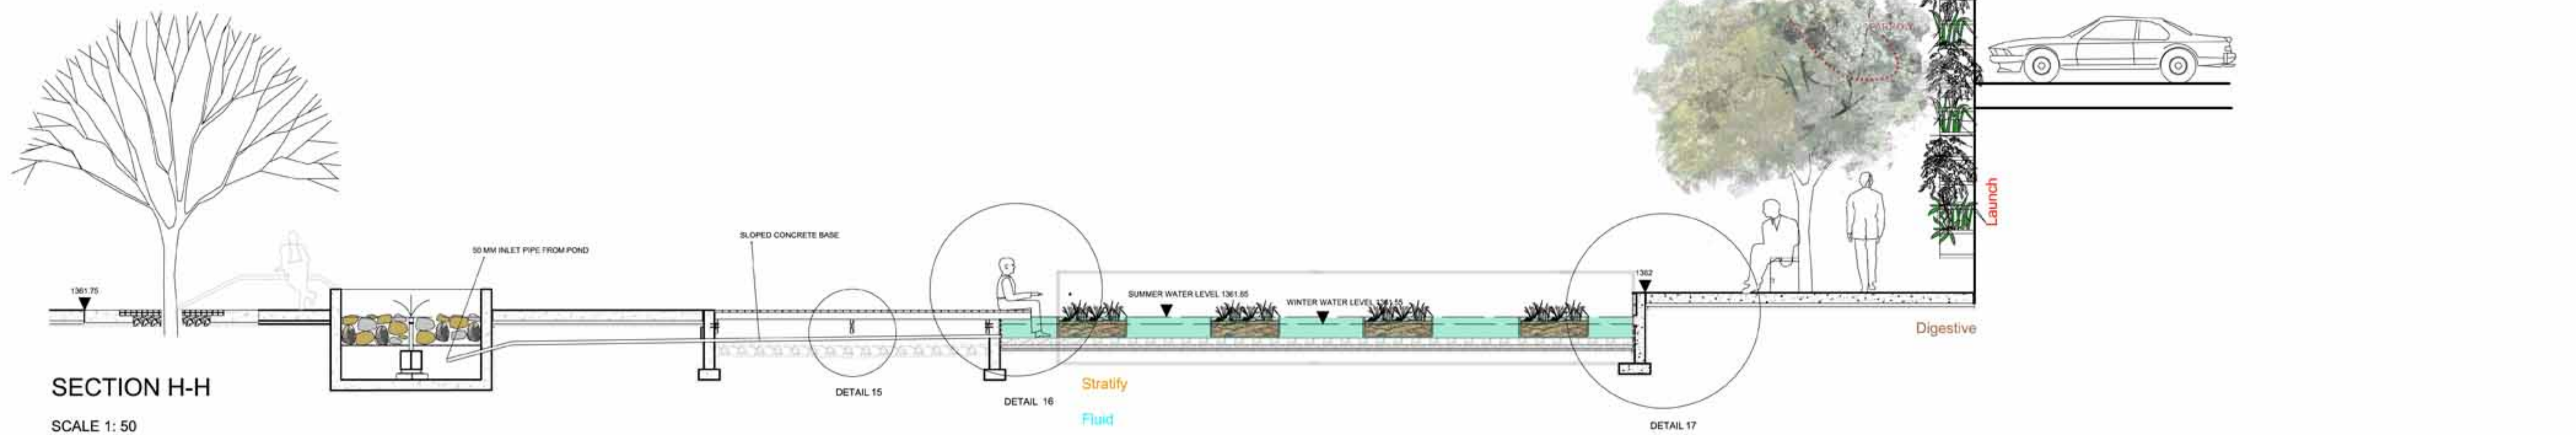 1361.75
50 MM INLET PIPE FROM POND
SLOPED CONCRETE BASE
SUMMER WATER LEVEL 1361.65
WINTER WATER LEVEL
1362
Launch
Digestive
DETAIL 15
DETAIL 16
DETAIL 17
Stratify
Fluid
SECTION H-H
SCALE 1: 50